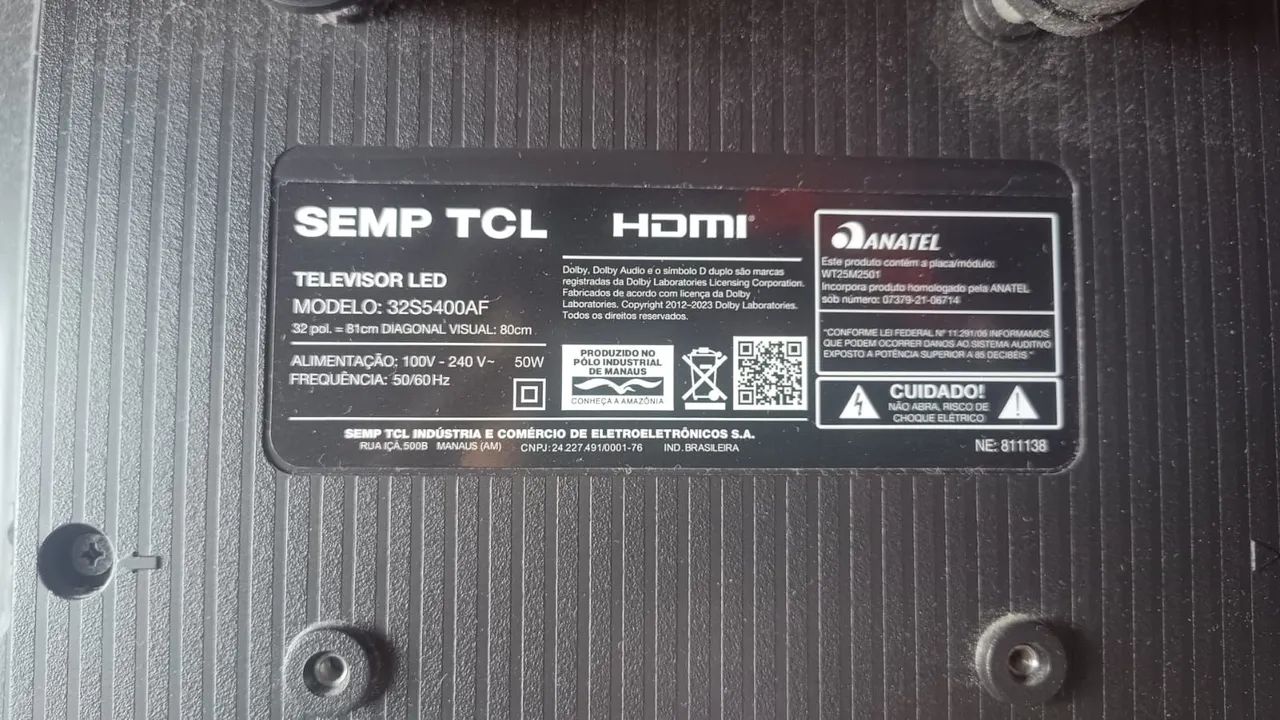 SEMP TCL
TELEVISOR LED
MODELO: 32S5400AF
32 pol. = 81cm DIAGONAL VISUAL: 80cm
ALIMENTAÇÃO: 100V - 240 V~ 50W
FREQUÊNCIA: 50/60 Hz
HDMI®
Dolby, Dolby Audio e o símbolo D duplo são marcas
registradas da Dolby Laboratories Licensing Corporation.
Fabricados de acordo com licença da Dolby
Laboratories. Copyright 2012-2023 Dolby Laboratories.
Todos os direitos reservados.
PRODUZIDO NO
PÓLO INDUSTRIAL
DE MANAUS
CONHEÇA A AMAZÔNIA
ANATEL
Este produto contém a placa/módulo:
WT25M2501
Incorpora produto homologado pela ANATEL
sob número: 07379-21-06714
"CONFORME LEI FEDERAL Nº 11.291/06 INFORMAMOS
QUE PODEM OCORRER DANOS AO SISTEMA AUDITIVO
EXPOSTO A POTÊNCIA SUPERIOR A 85 DECIBÉIS"
CUIDADO!
NÃO ABRA, RISCO DE
CHOQUE ELÉTRICO
SEMP TCL INDÚSTRIA E COMÉRCIO DE ELETROELETRÔNICOS S.A.
RUA IÇÁ, 500B MANAUS (AM) CNPJ: 24.227.491/0001-76 IND. BRASILEIRA
NE: 811138